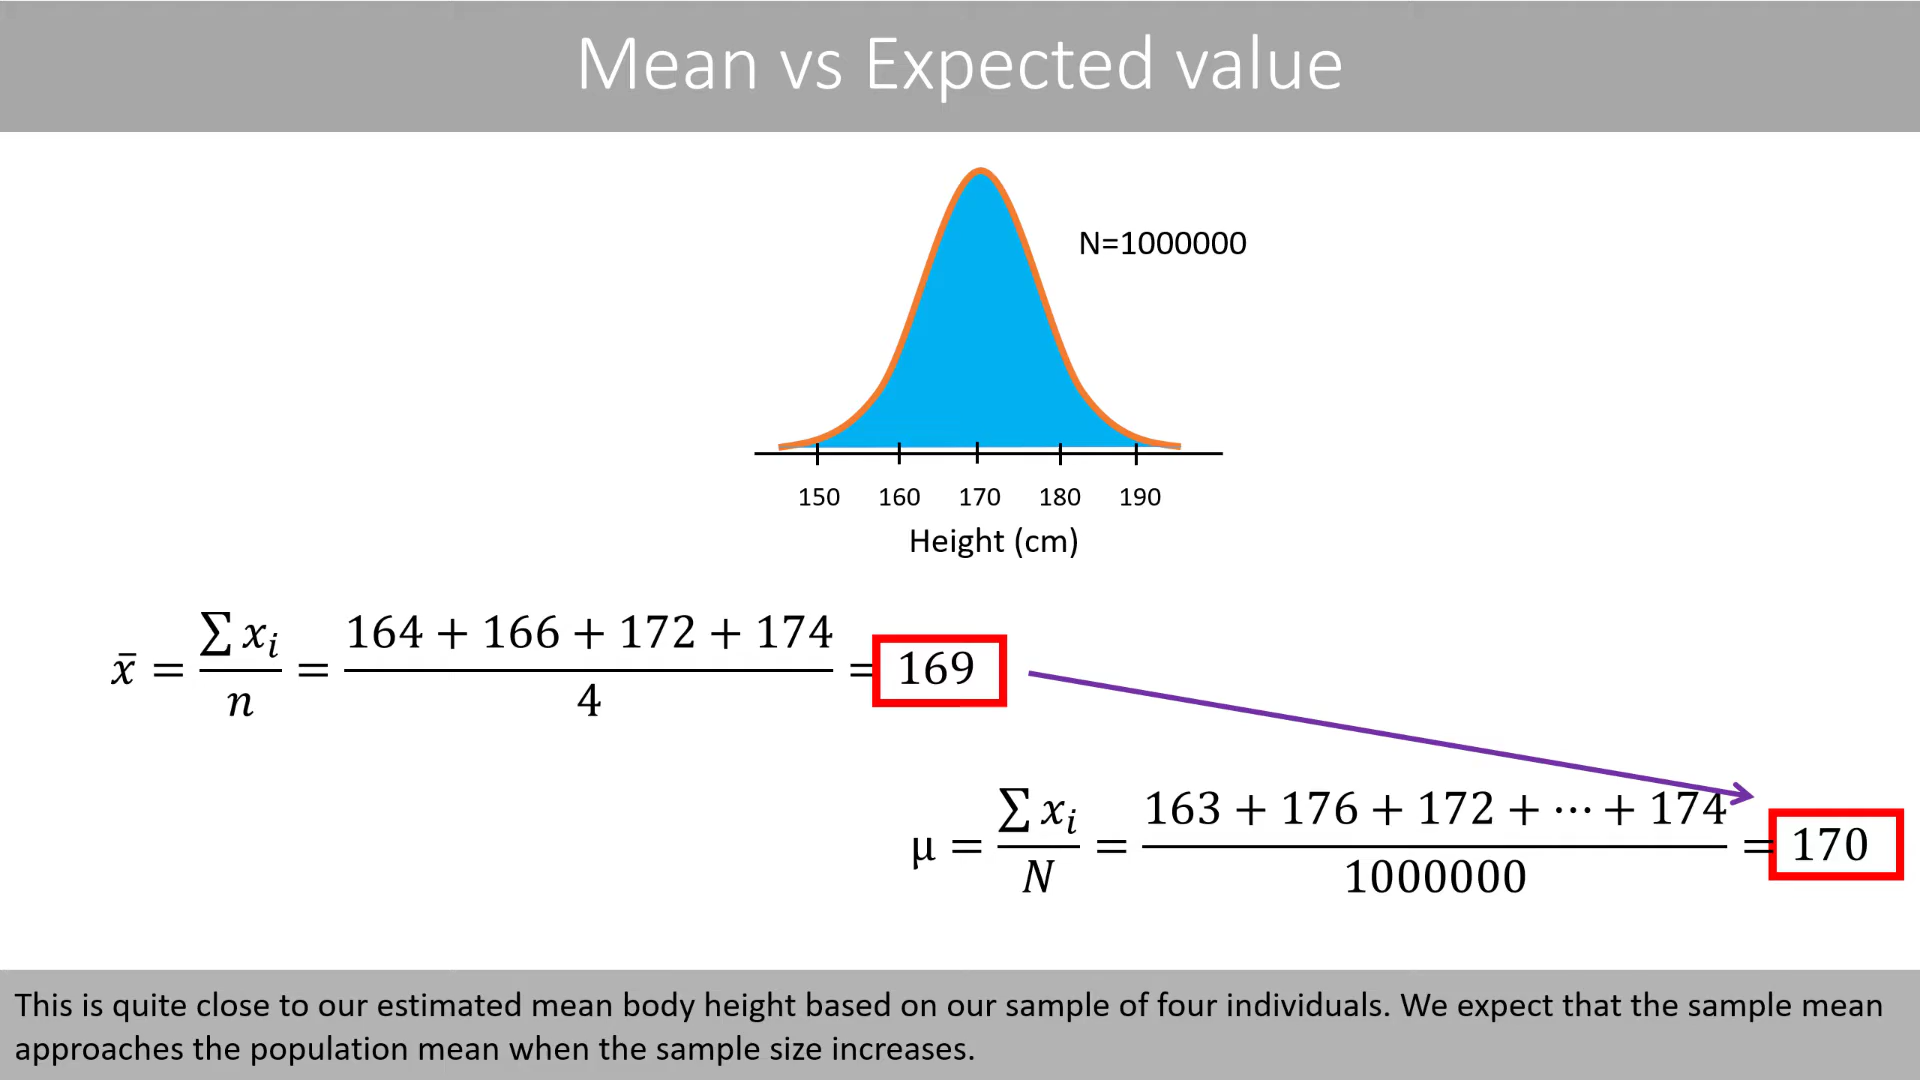 Mean vs Expected value
N=1000000
150 160 170 180 190
Height (cm)
x̄ = ∑ xᵢ / n = 164 + 166 + 172 + 174 / 4 = 169
μ = ∑ xᵢ / N = 163 + 176 + 172 + ⋯ + 174 / 1000000 = 170
This is quite close to our estimated mean body height based on our sample of four individuals. We expect that the sample mean
approaches the population mean when the sample size increases.